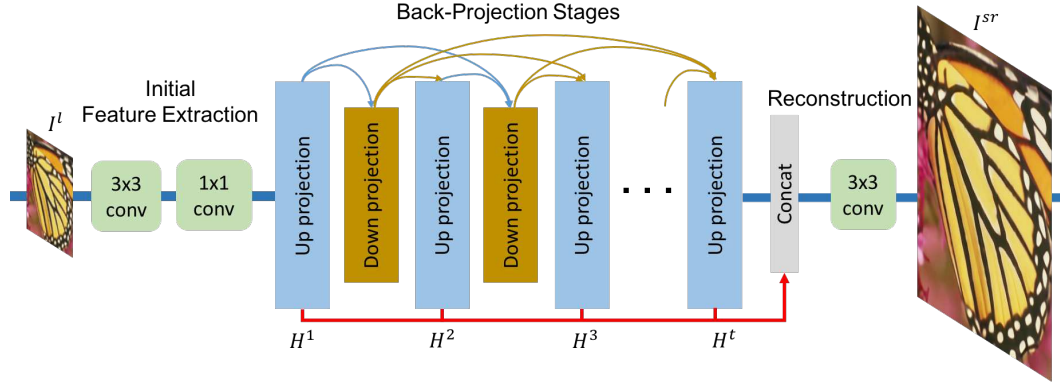 Back-Projection Stages
Initial
Feature Extraction
I^l
3x3
conv
1x1
conv
Up projection
Down projection
Up projection
Down projection
Up projection
. . .
Up projection
Reconstruction
Concat
3x3
conv
I^sr
H^1
H^2
H^3
H^t